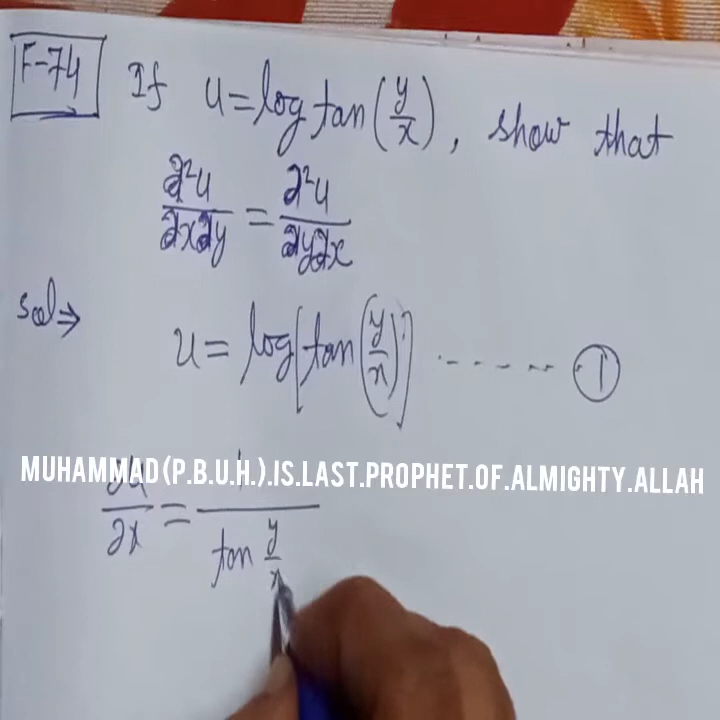 F-74 If u = log tan (y/x), show that
∂²u/∂x∂y = ∂²u/∂y∂x
Sol ⇒
u = log [tan (y/x)] ------ ①
MUHAMMAD (P.B.U.H.).IS.LAST.PROPHET.OF.ALMIGHTY.ALLAH
∂u/∂x = 1/tan y/x